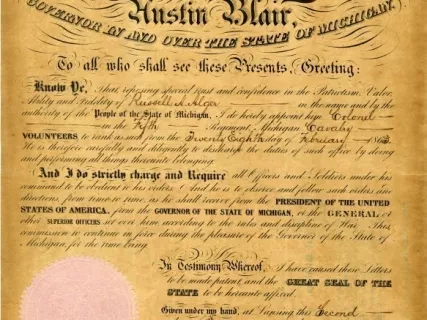 Austin Blair,
GOVERNOR IN AND OVER THE STATE OF MICHIGAN,
To all who shall see these Presents, Greeting:
Know Ye, That reposing special trust and confidence in the Patriotism, Valor,
Ability and Fidelity of Russell A. Alger in the name and by the
authority of the People of the State of Michigan, I do hereby appoint him Colonel
in the Fifth Regiment Michigan Cavalry
VOLUNTEERS to rank as such from the Twenty Eighth day of February 1863.
He is therefore carefully and diligently to discharge the duties of such office by doing
and performing all things thereunto belonging.
And I do strictly charge and Require all Officers and Soldiers under his
command to be obedient to his orders. And he is to observe and follow such orders and
directions from time to time, as he shall receive from the PRESIDENT OF THE UNITED
STATES OF AMERICA, from the GOVERNOR OF THE STATE OF MICHIGAN, or the GENERAL or
other SUPERIOR OFFICERS set over him according to the rules and discipline of War. This
commission to continue in force during the pleasure of the Governor of the State of
Michigan for the time being.
In Testimony Whereof, I have caused these Letters
to be made patent, and the GREAT SEAL OF THE
STATE to be hereunto affixed.
Given under my hand, at Lansing this Second